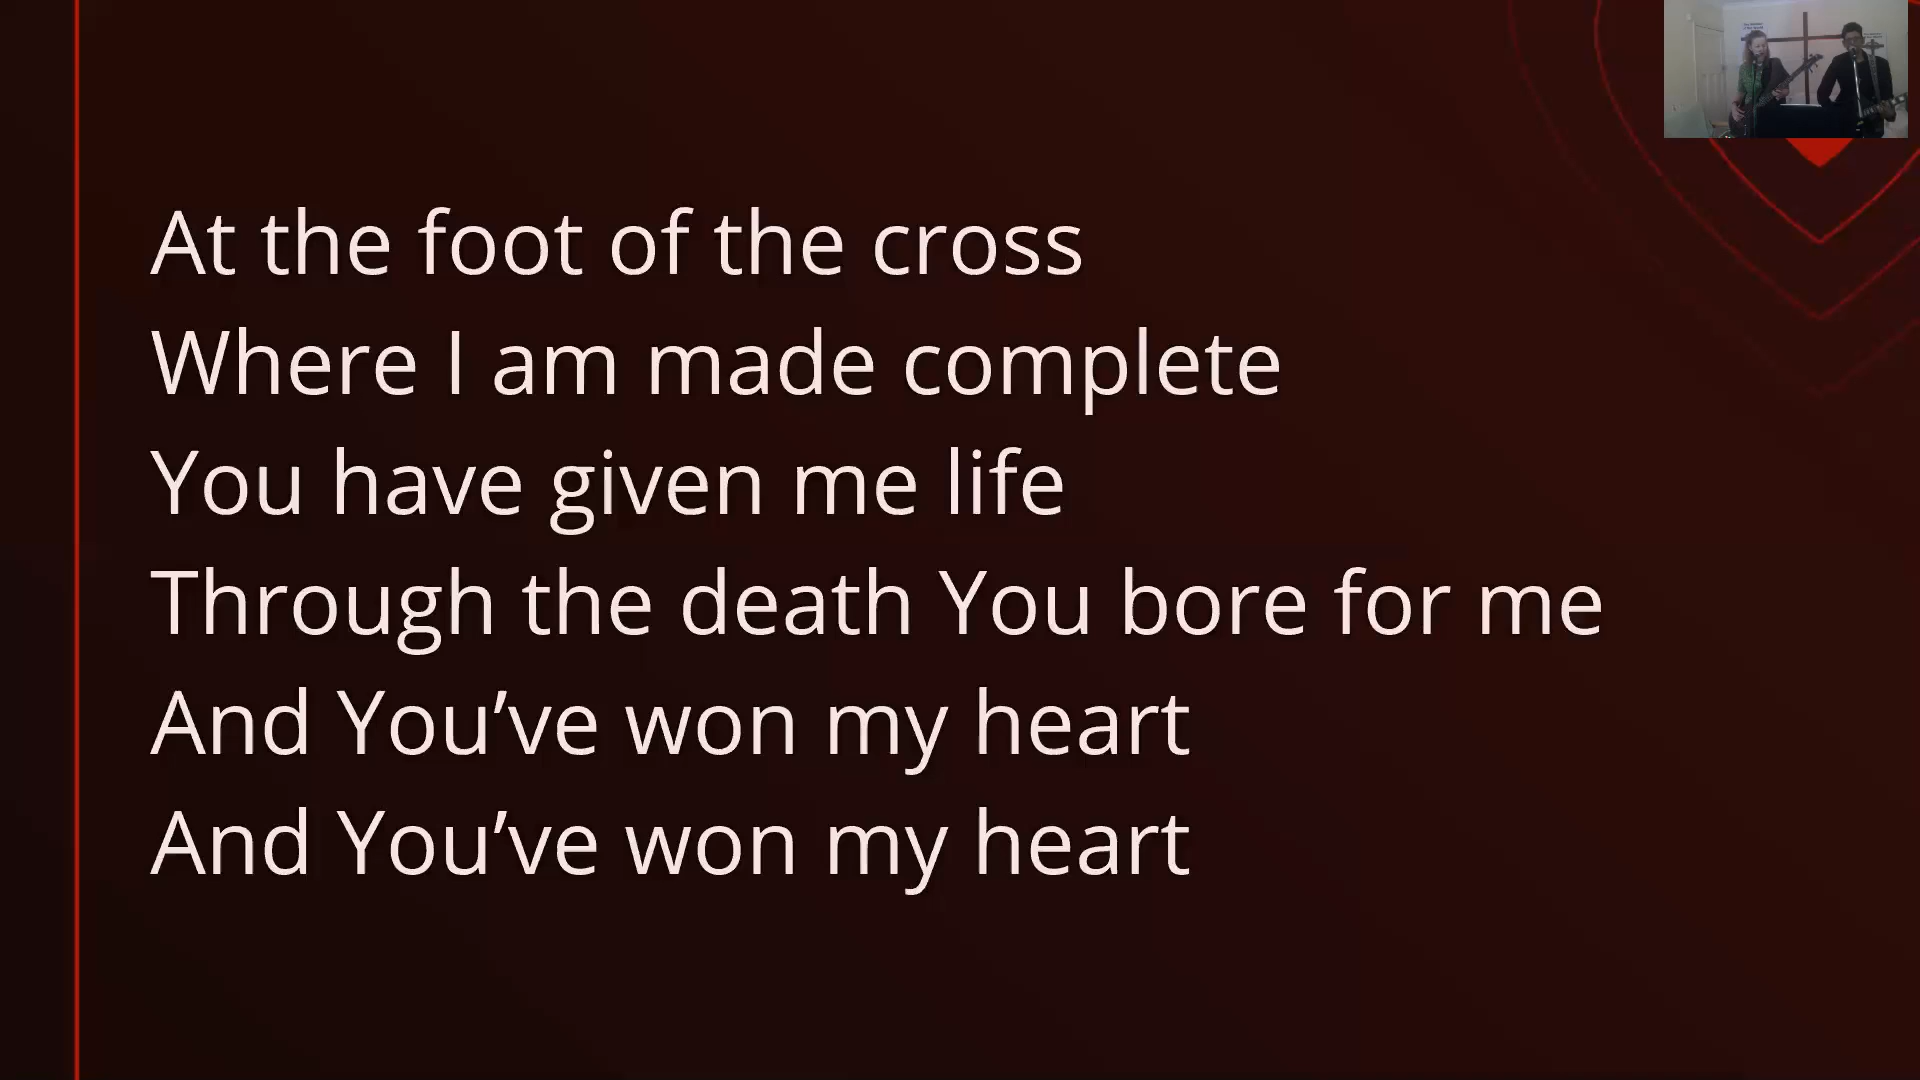 At the foot of the cross
Where I am made complete
You have given me life
Through the death You bore for me
And You’ve won my heart
And You’ve won my heart